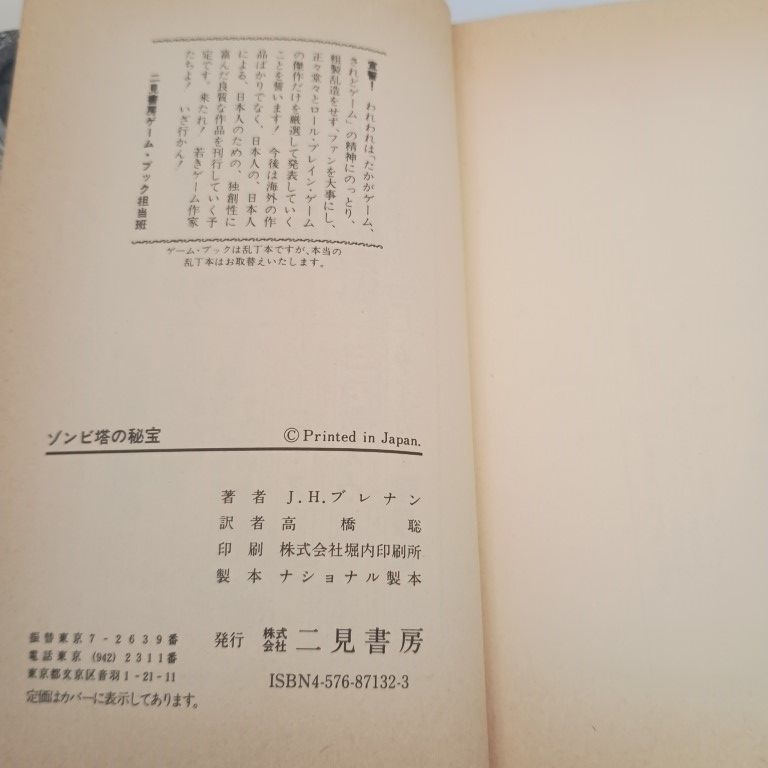 宣誓! われわれは「たかがゲーム、
されどゲーム」の精神にのっとり、
粗製乱造をせず、ファンを大事にし、
正々堂々とロール・プレイン・ゲーム
の傑作だけを厳選して発表していく
ことを誓います! 今後は海外の作
品ばかりでなく、日本人の、日本人
による、日本人のための、独創性に
富んだ良質な作品を刊行していく予
定です。来たれ! 若きゲーム作家
たちよ! いざ行かん!
二見書房ゲーム・ブック担当班
ゲーム・ブックは乱丁本ですが、本当の
乱丁本はお取替えいたします。
ゾンビ塔の秘宝 ©Printed in Japan.
著者 J.H.ブレナン
訳者 高橋聡
印刷 株式会社堀内印刷所
製本 ナショナル製本
発行 株式会社 二見書房
振替東京7-2639番
電話東京(942)2311番
東京都文京区音羽1-21-11
定価はカバーに表示してあります。
ISBN4-576-87132-3